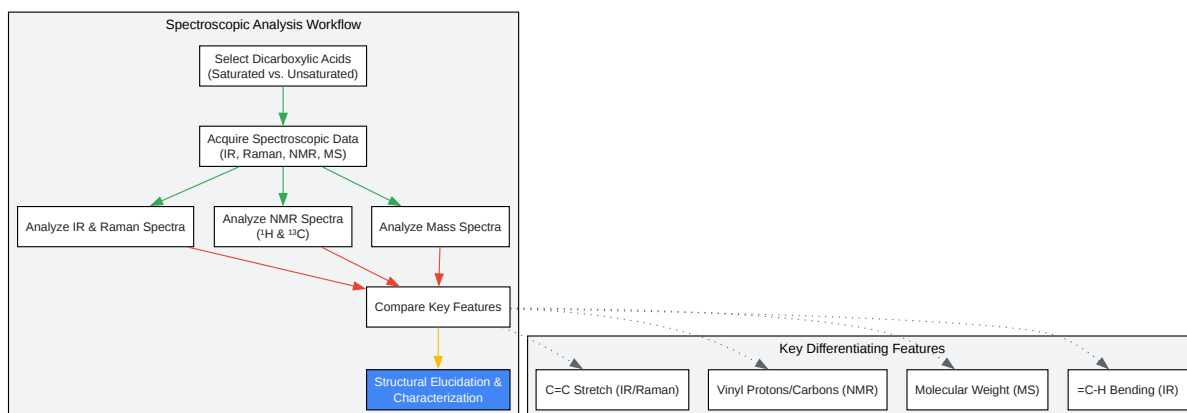 Spectroscopic Analysis Workflow
Select Dicarboxylic Acids
(Saturated vs. Unsaturated)
Acquire Spectroscopic Data
(IR, Raman, NMR, MS)
Analyze IR & Raman Spectra
Analyze NMR Spectra
(¹H & ¹³C)
Analyze Mass Spectra
Compare Key Features
Structural Elucidation &
Characterization
Key Differentiating Features
C=C Stretch (IR/Raman)
Vinyl Protons/Carbons (NMR)
Molecular Weight (MS)
=C-H Bending (IR)